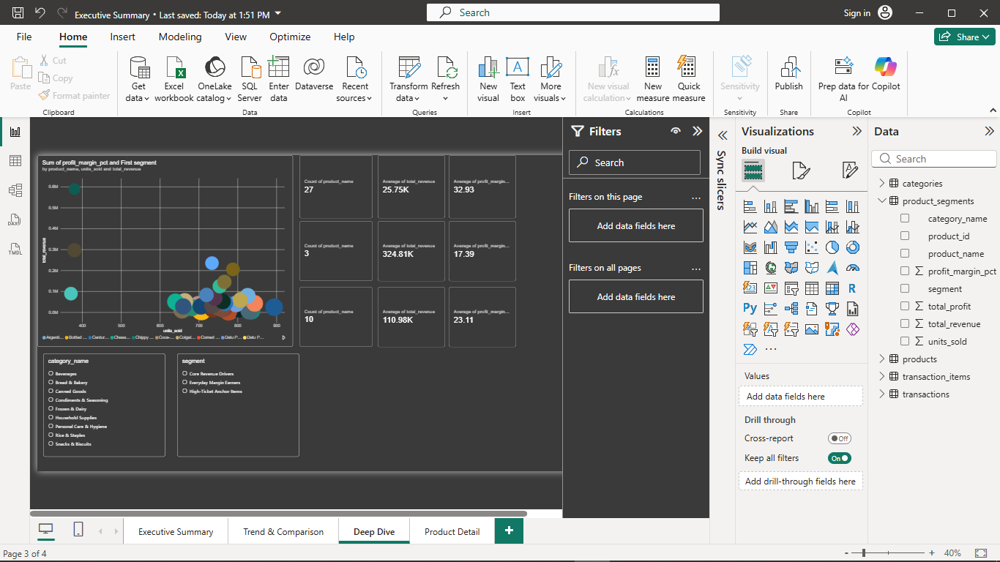 Executive Summary • Last saved: Today at 1:51 PM
Search
Sign in
File
Home
Insert
Modeling
View
Optimize
Help
Share
Paste
Cut
Copy
Format painter
Clipboard
Get data
Excel workbook
OneLake catalog
SQL Server
Enter data
Dataverse
Recent sources
Data
Transform data
Refresh
Queries
New visual
Text box
More visuals
Insert
New visual calculation
New measure
Quick measure
Calculations
Sensitivity
Sensitivity
Publish
Share
Prep data for AI
Copilot
Copilot
Sum of profit_margin_pct and First segment
by product_name, units_sold and total_revenue
total_revenue
0.6M
0.5M
0.4M
0.3M
0.2M
0.1M
0.0M
400
500
600
700
800
900
units_sold
Argenti...
Bottled ...
Centur...
Chees...
Chippy ...
Coca-...
Colgat...
Corned ...
Datu P...
Datu P...
Count of product_name
27
Average of total_revenue
25.75K
Average of profit_margin...
32.93
Count of product_name
3
Average of total_revenue
324.81K
Average of profit_margin...
17.39
Count of product_name
10
Average of total_revenue
110.98K
Average of profit_margin...
23.11
category_name
Beverages
Bread & Bakery
Canned Goods
Condiments & Seasoning
Frozen & Dairy
Household Supplies
Personal Care & Hygiene
Rice & Staples
Snacks & Biscuits
segment
Core Revenue Drivers
Everyday Margin Earners
High-Ticket Anchor Items
Filters
Search
Filters on this page
...
Add data fields here
Filters on all pages
...
Add data fields here
Sync slicers
Visualizations
Build visual
123
R
Py
...
Values
Add data fields here
Drill through
Cross-report
Off
Keep all filters
On
Add drill-through fields here
Data
Search
categories
product_segments
category_name
product_id
product_name
profit_margin_pct
segment
total_profit
total_revenue
units_sold
products
transaction_items
transactions
DAX
TMDL
Executive Summary
Trend & Comparison
Deep Dive
Product Detail
+
Page 3 of 4
-
+
40%